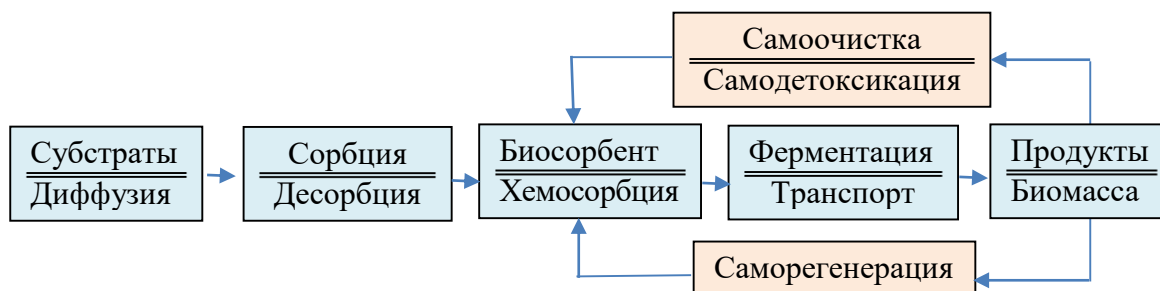 Самоочистка
Самодетоксикация
Субстраты
Диффузия
Сорбция
Десорбция
Биосорбент
Хемосорбция
Ферментация
Транспорт
Продукты
Биомасса
Саморегенерация